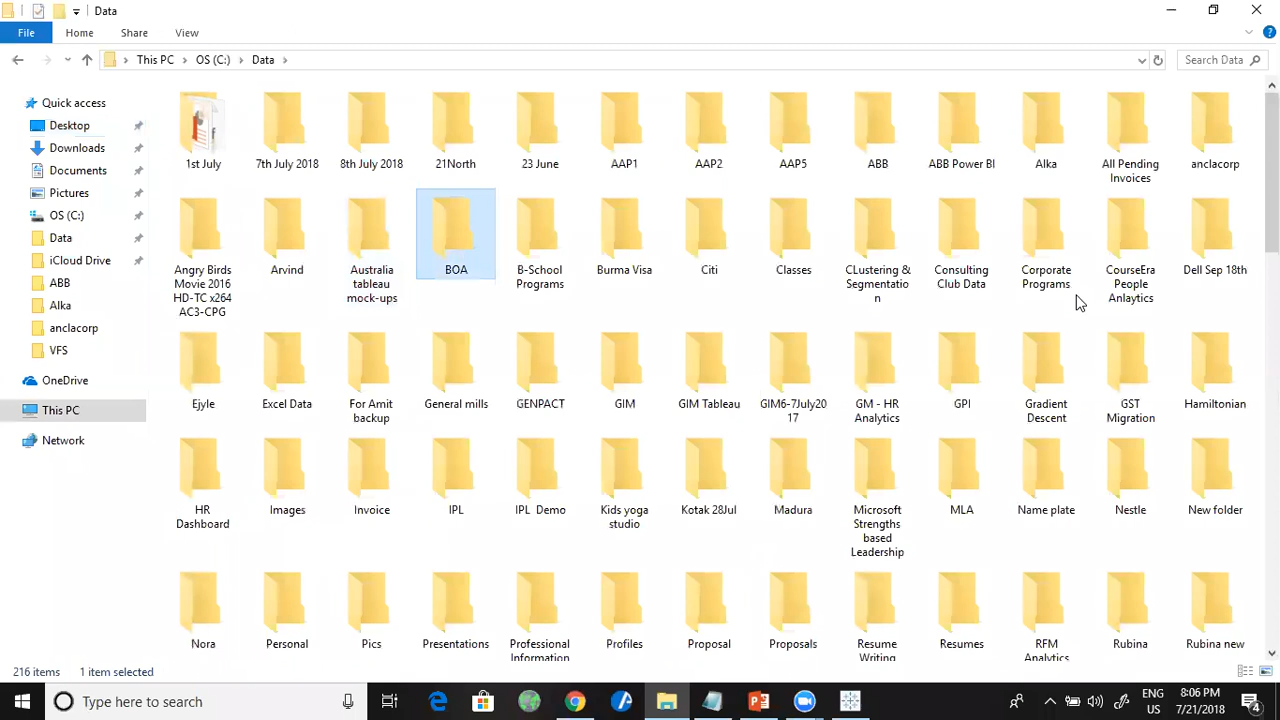 Data
File Home Share View
This PC OS (C:) Data Search Data
Quick access
Desktop
Downloads
Documents
Pictures
OS (C:)
Data
iCloud Drive
ABB
Alka
anclacorp
VFS
OneDrive
This PC
Network
1st July 7th July 2018 8th July 2018 21North 23 June AAP1 AAP2 AAP5 ABB ABB Power BI Alka All Pending anclacorp
Invoices
Angry Birds Arvind Australia BOA B-School Burma Visa Citi Classes CLustering & Consulting Corporate CourseEra Dell Sep 18th
Movie 2016 tableau Programs Segmentatio Club Data Programs People
HD-TC x264 mock-ups n Anlaytics
AC3-CPG
Ejyle Excel Data For Amit General mills GENPACT GIM GIM Tableau GIM6-7July20 GM - HR GPI Gradient GST Hamiltonian
backup 17 Analytics Descent Migration
HR Images Invoice IPL IPL Demo Kids yoga Kotak 28Jul Madura Microsoft MLA Name plate Nestle New folder
Dashboard studio Strengths
based
Leadership
Nora Personal Pics Presentations Professional Profiles Proposal Proposals Resume Resumes RFM Rubina Rubina new
Information Writing Analytics
216 items 1 item selected
Type here to search
ENG 8:06 PM
US 7/21/2018
4